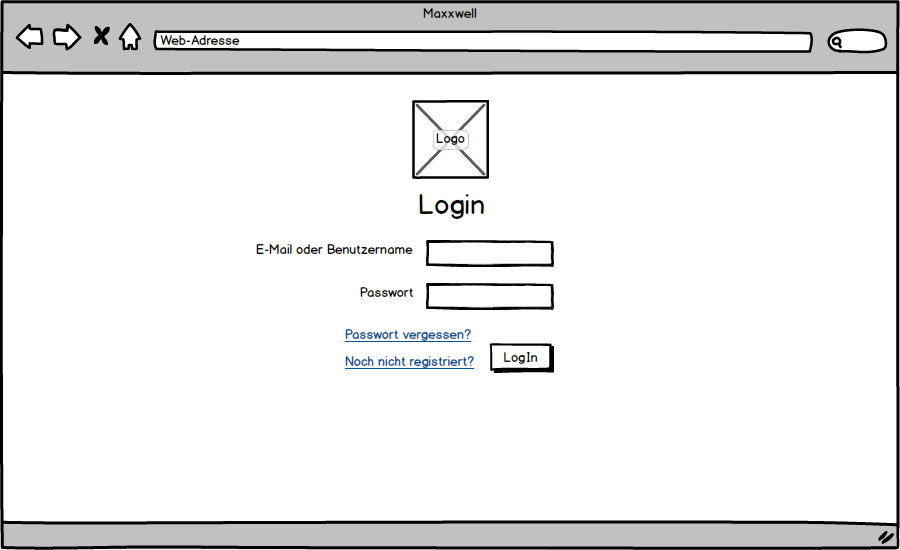 Maxxwell
Web-Adresse
Logo
Login
E-Mail oder Benutzername
Passwort
Passwort vergessen?
Noch nicht registriert?
LogIn